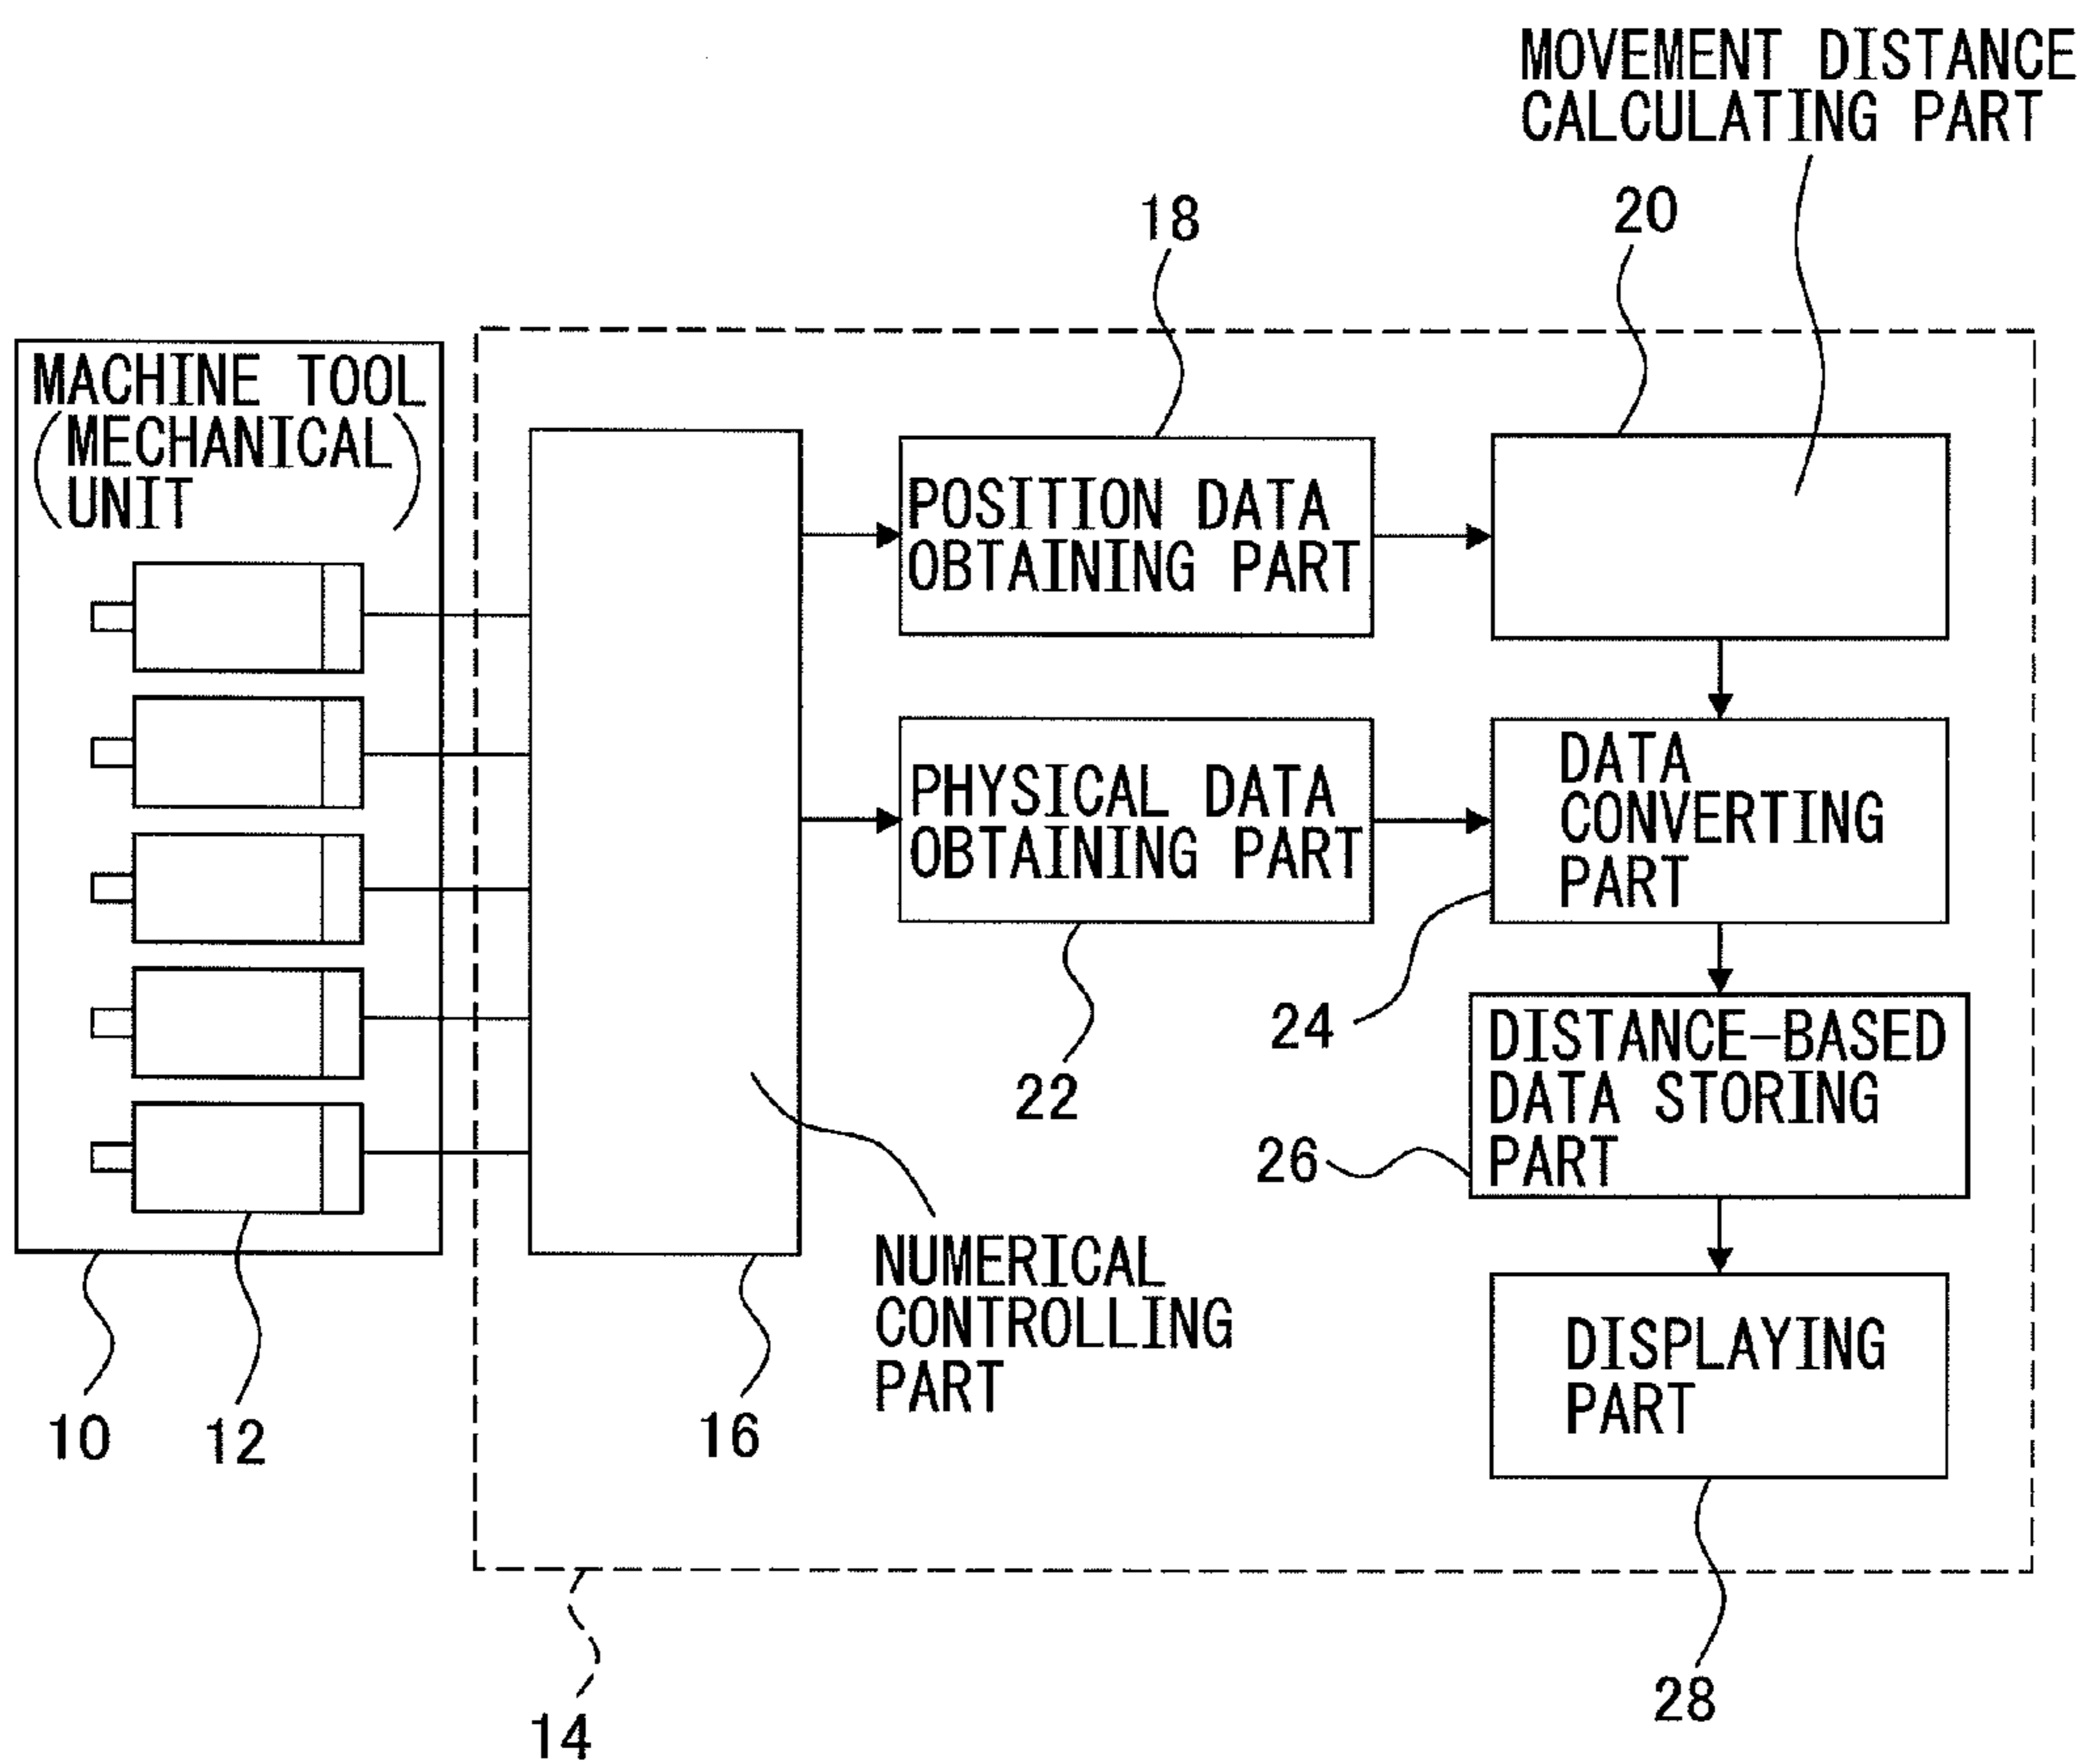 MOVEMENT DISTANCE
CALCULATING PART
18
20
MACHINE TOOL
(MECHANICAL
UNIT)
POSITION DATA
OBTAINING PART
PHYSICAL DATA
OBTAINING PART
DATA
CONVERTING
PART
24
22
DISTANCE-BASED
DATA STORING
PART
26
NUMERICAL
CONTROLLING
PART
DISPLAYING
PART
10
12
16
28
14